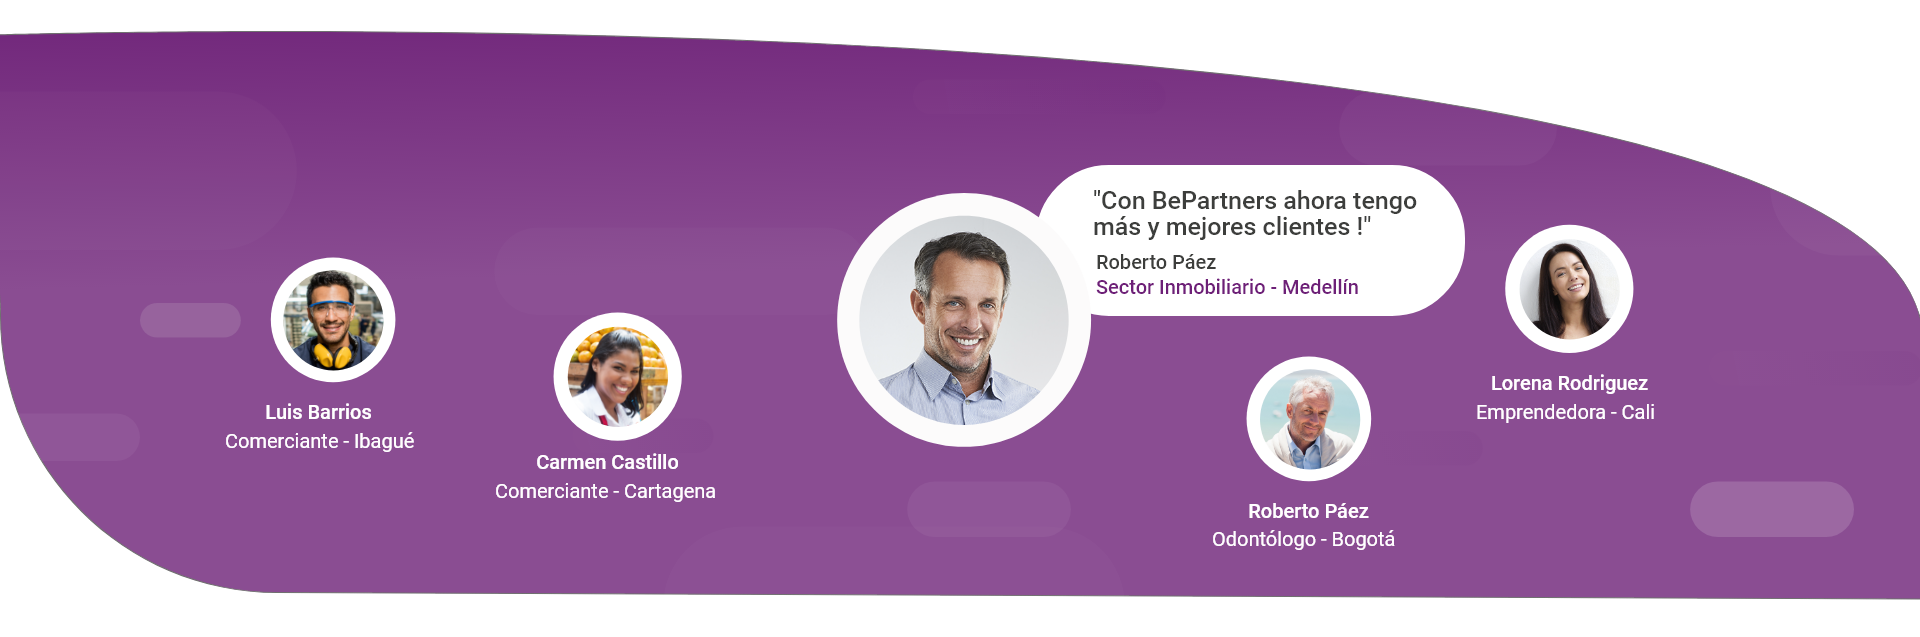 "Con BePartners ahora tengo
más y mejores clientes !"
Roberto Páez
Sector Inmobiliario - Medellín
Luis Barrios
Comerciante - Ibagué
Carmen Castillo
Comerciante - Cartagena
Roberto Páez
Odontólogo - Bogotá
Lorena Rodriguez
Emprendedora - Cali